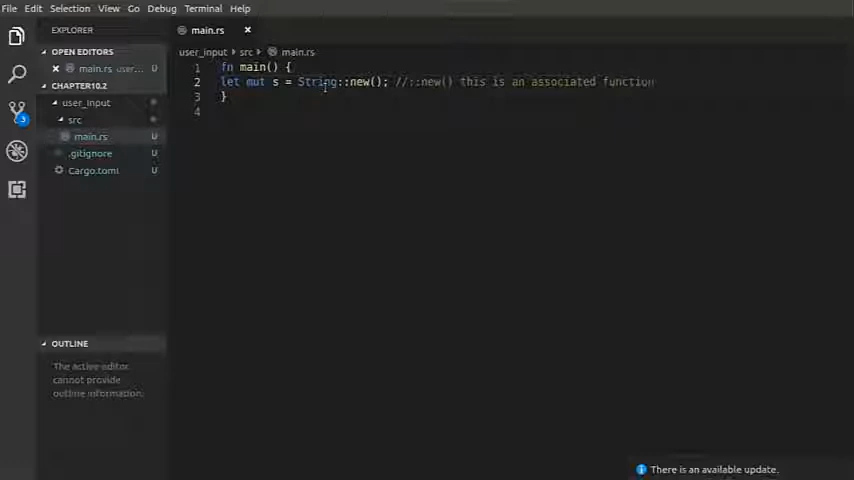 File Edit Selection View Go Debug Terminal Help
EXPLORER
main.rs
OPEN EDITORS
user_input › src › main.rs
main.rs user... U
1 fn main() {
CHAPTER10.2
2 let mut s = String::new(); //::new() this is an associated function
user_input
3 }
src
4
main.rs U
.gitignore U
Cargo.toml U
3
OUTLINE
The active editor
cannot provide
outline information.
There is an available update.